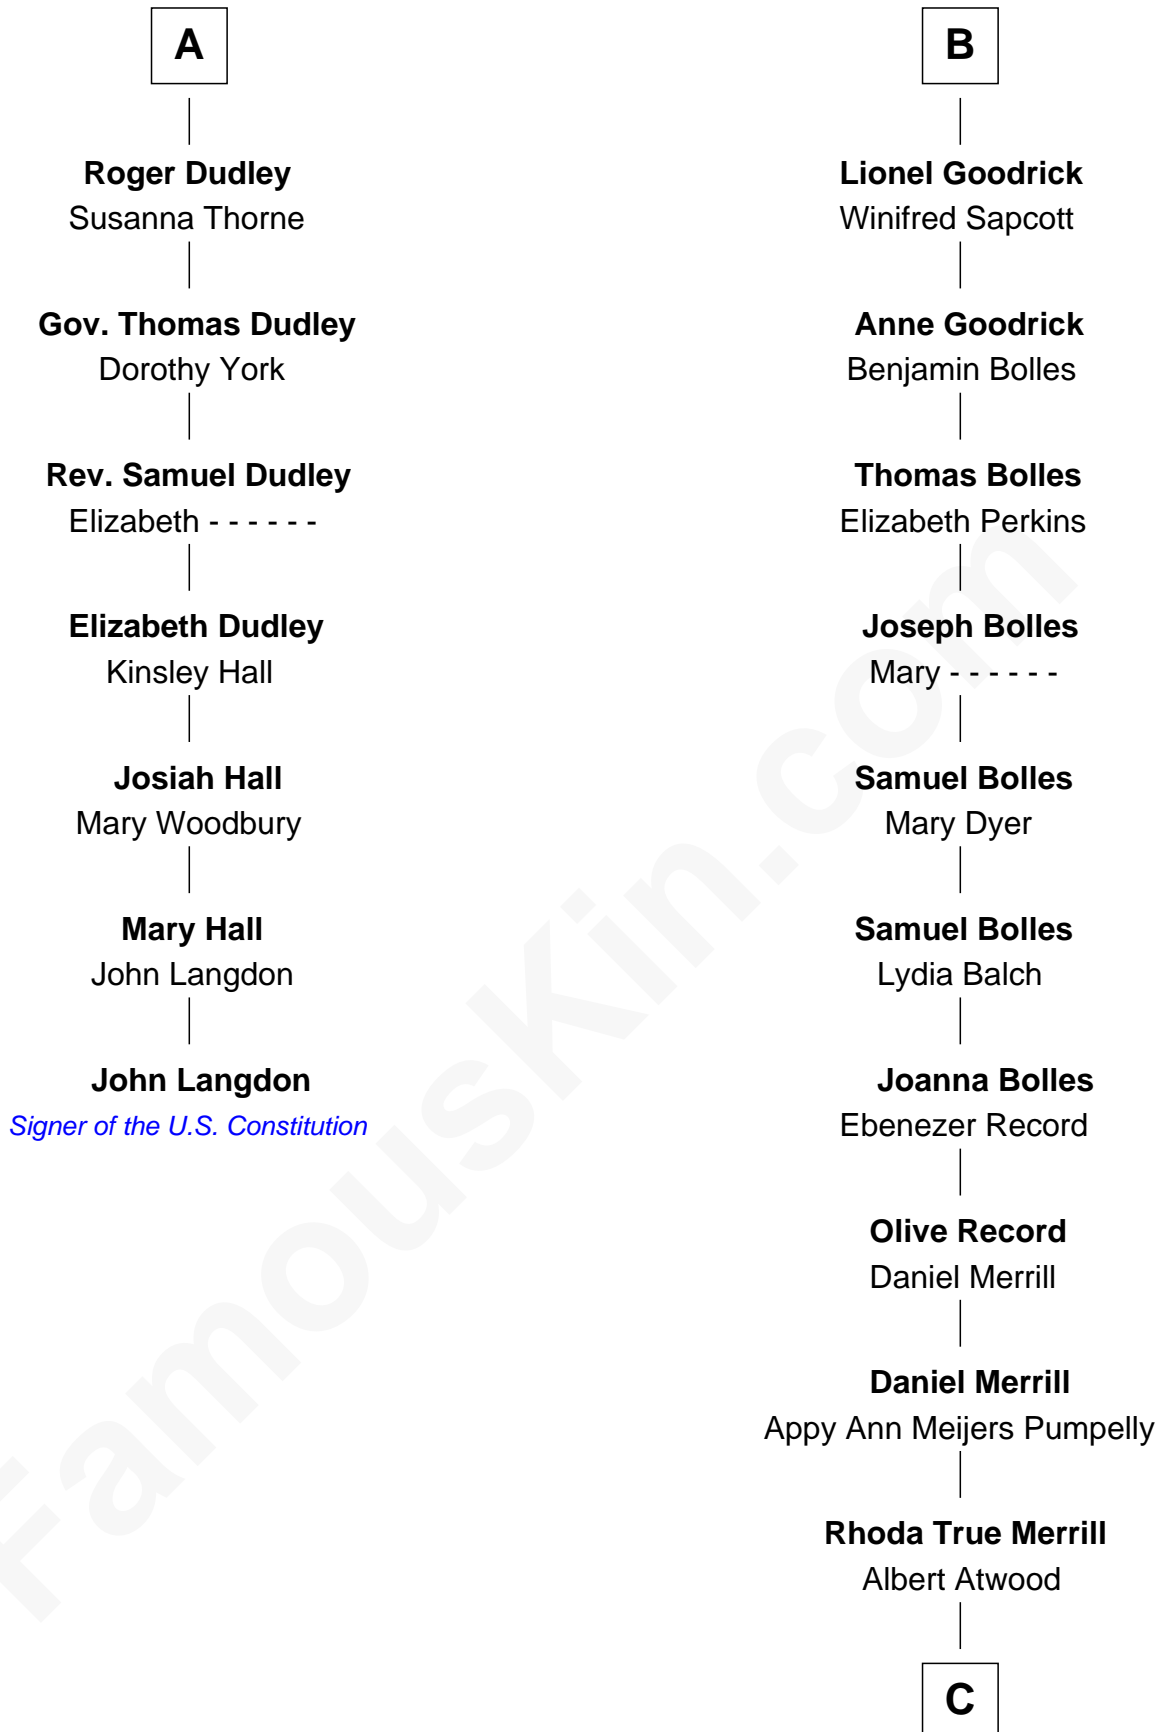 A
Roger Dudley
Susanna Thorne
Gov. Thomas Dudley
Dorothy York
Rev. Samuel Dudley
Elizabeth - - - - - -
Elizabeth Dudley
Kinsley Hall
Josiah Hall
Mary Woodbury
Mary Hall
John Langdon
John Langdon
Signer of the U.S. Constitution
B
Lionel Goodrick
Winifred Sapcott
Anne Goodrick
Benjamin Bolles
Thomas Bolles
Elizabeth Perkins
Joseph Bolles
Mary - - - - - -
Samuel Bolles
Mary Dyer
Samuel Bolles
Lydia Balch
Joanna Bolles
Ebenezer Record
Olive Record
Daniel Merrill
Daniel Merrill
Appy Ann Meijers Pumpelly
Rhoda True Merrill
Albert Atwood
C
FamousKin.com